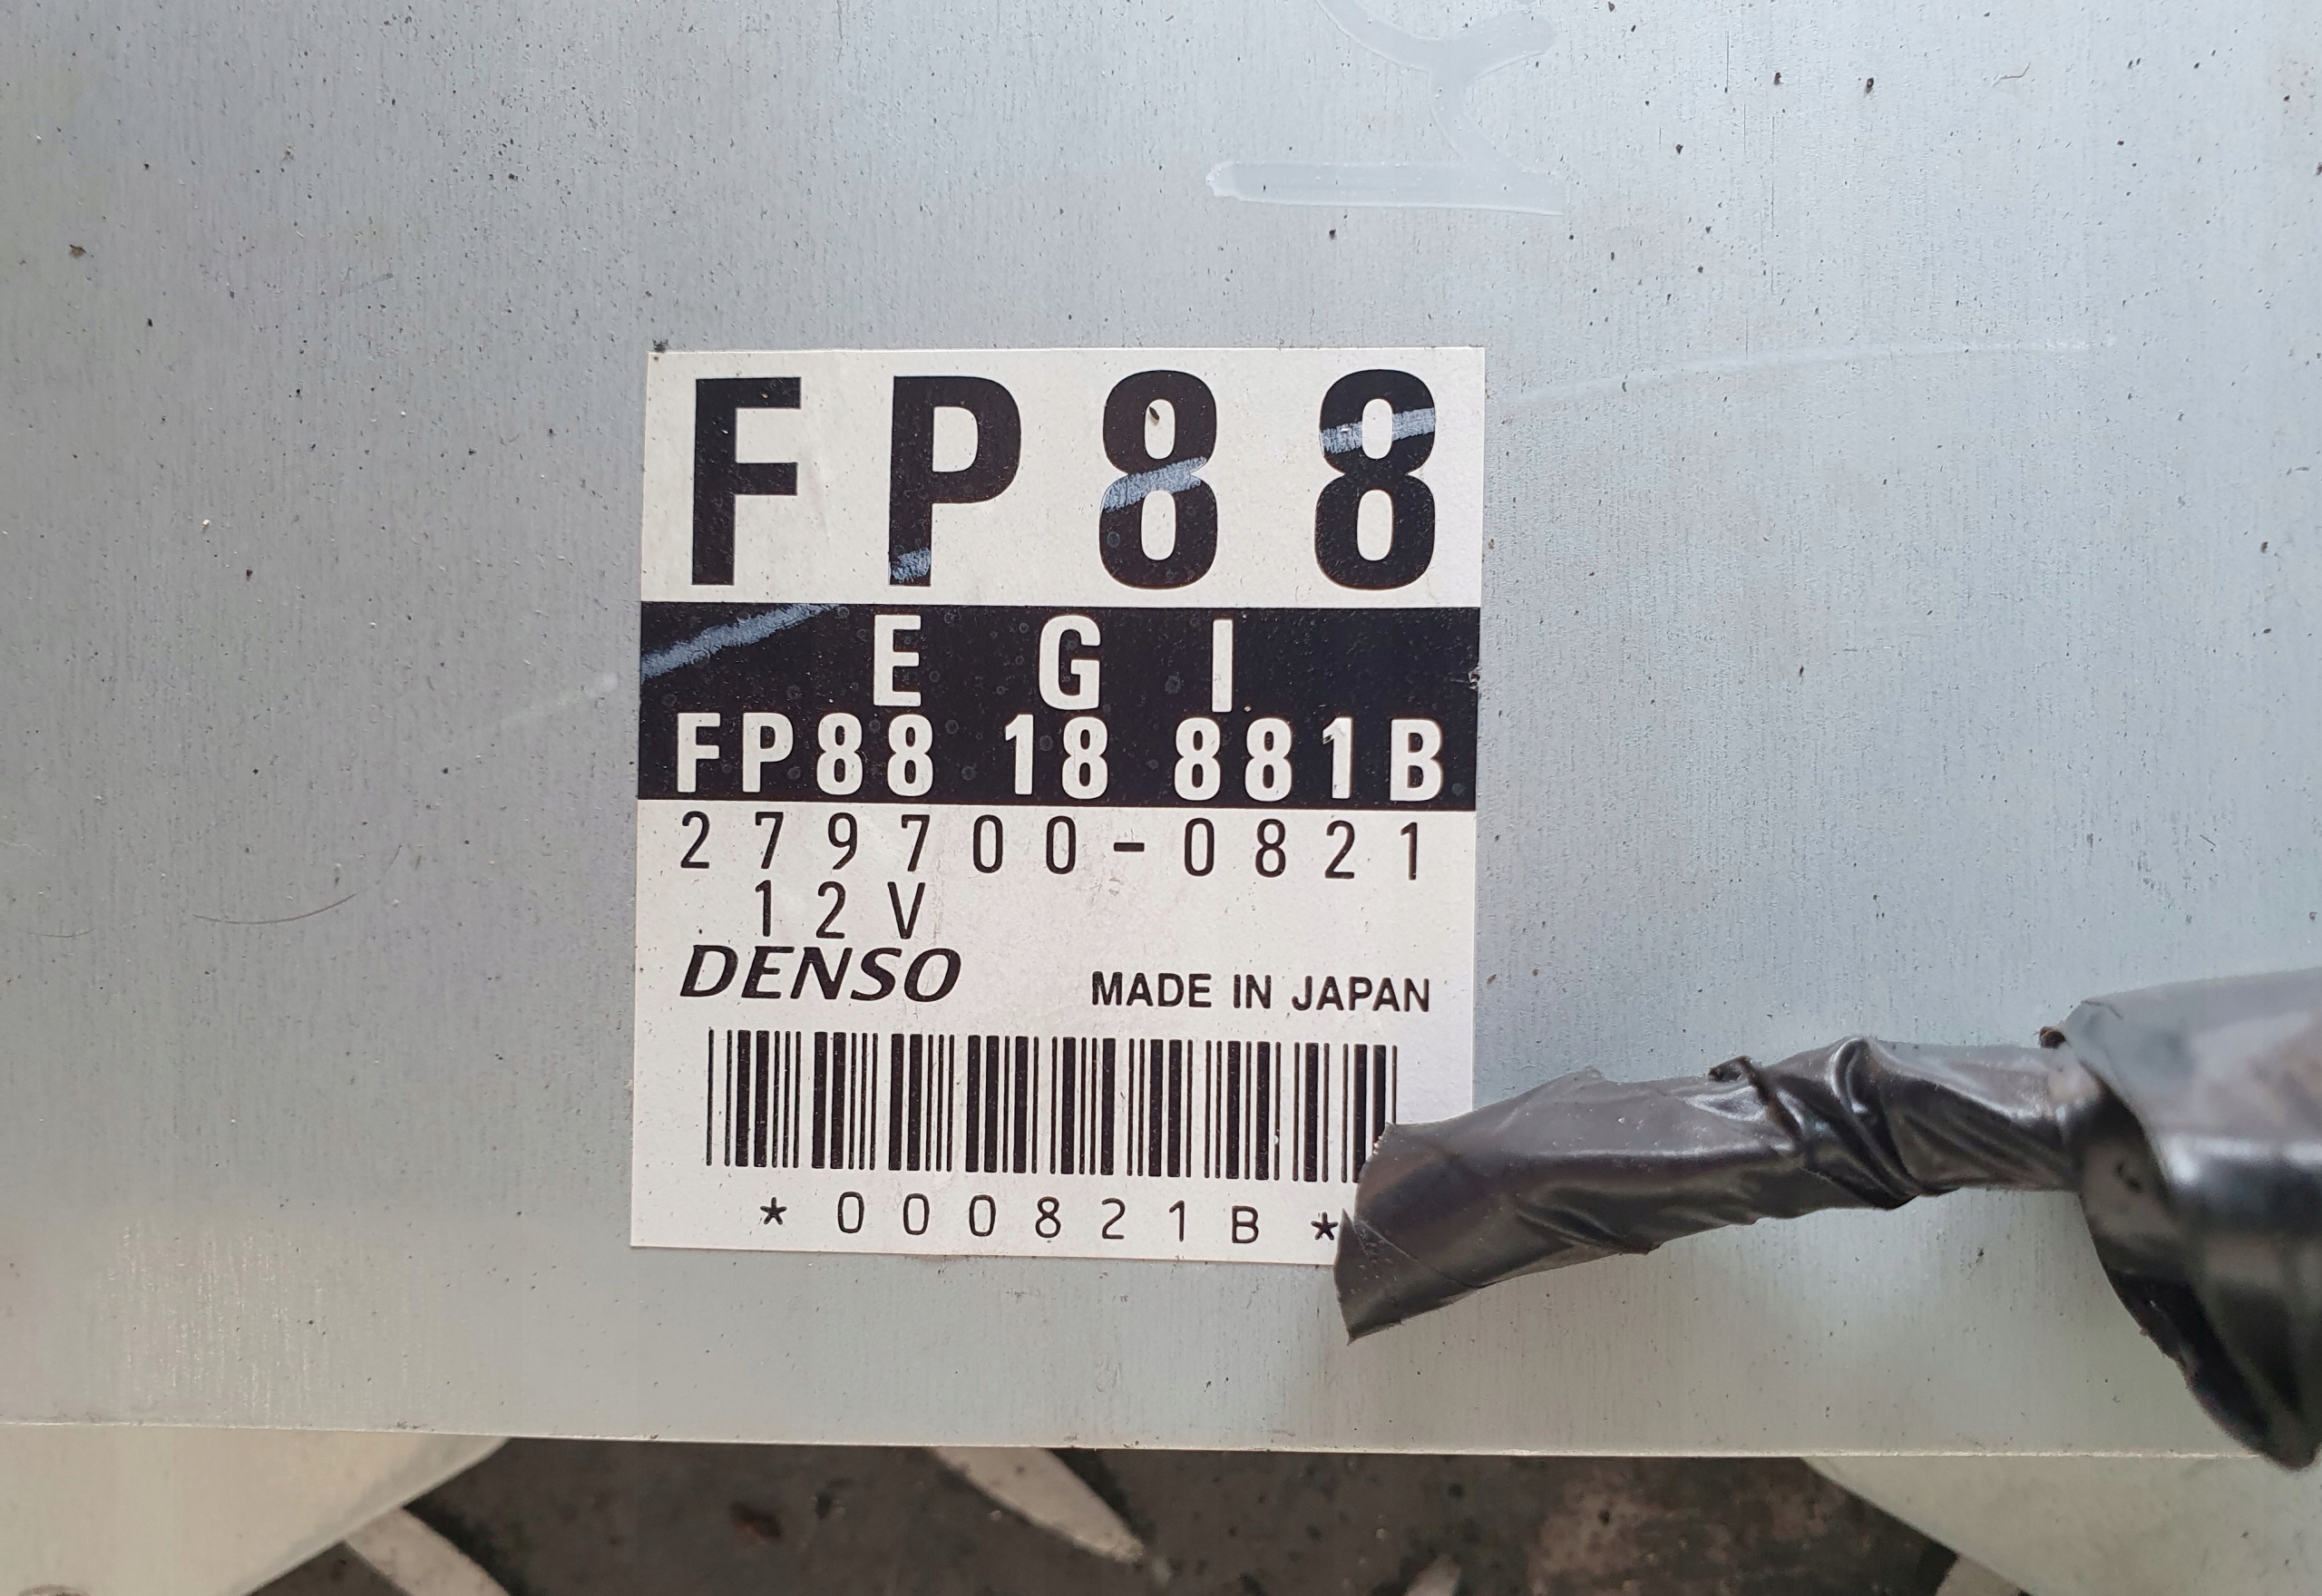 FP88
EGI
FP88 18 881B
279700-0821
12V
DENSO MADE IN JAPAN
*000821B*